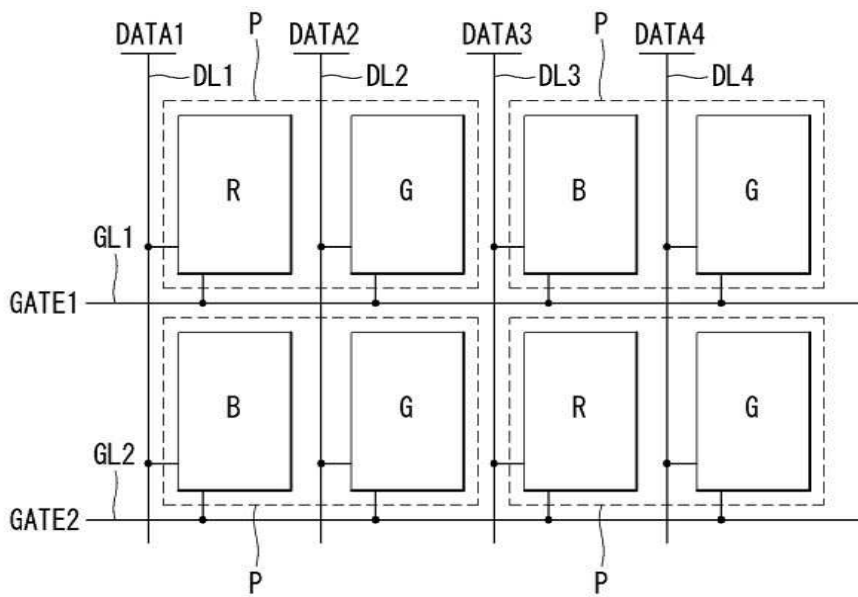 DATA1 P DATA2 DATA3 P DATA4
DL1 DL2 DL3 DL4
R G B G
GL1
GATE1
B G R G
GL2
GATE2
P P